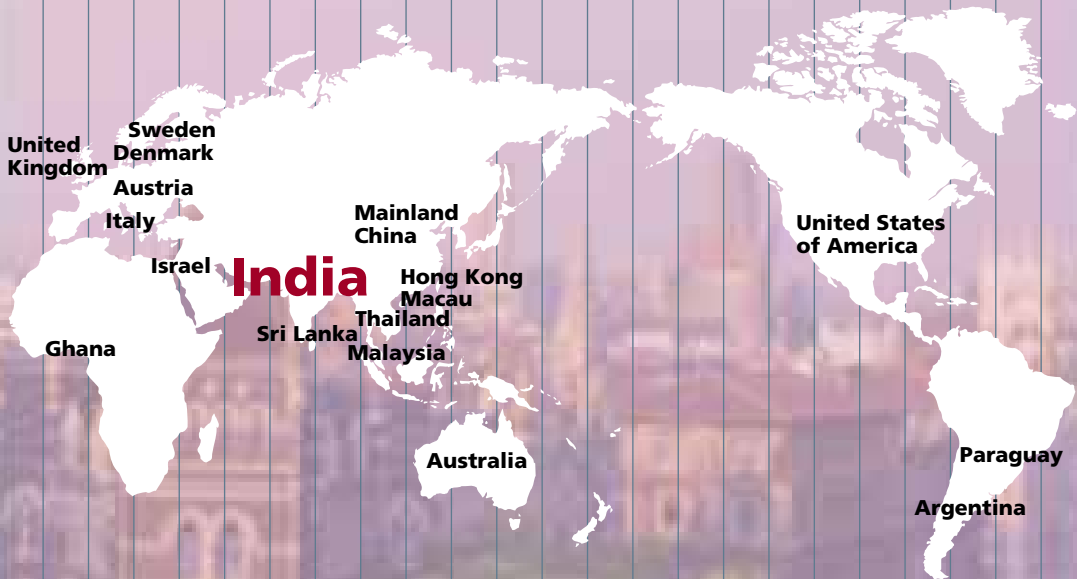 United
Kingdom
Sweden
Denmark
Austria
Italy
Israel
India
Ghana
Sri Lanka
Mainland
China
Hong Kong
Macau
Thailand
Malaysia
Australia
United States
of America
Paraguay
Argentina